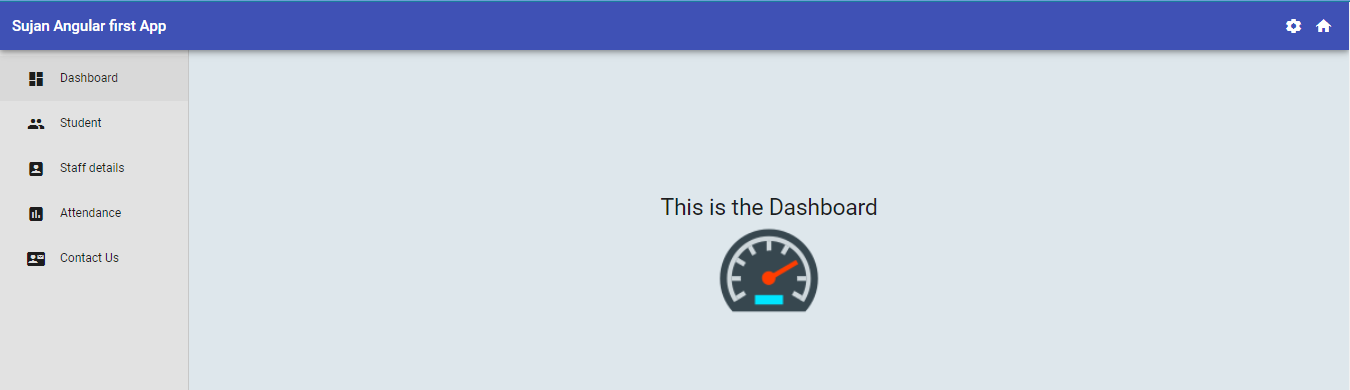 Sujan Angular first App
Dashboard
Student
Staff details
Attendance
Contact Us
This is the Dashboard